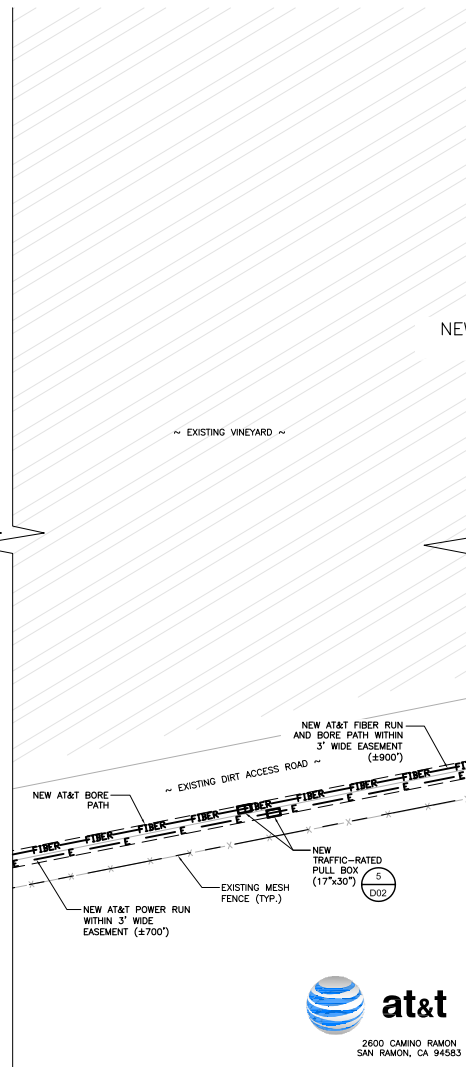 NEW
~ EXISTING VINEYARD ~
NEW AT&T FIBER RUN
AND BORE PATH WITHIN
3' WIDE EASEMENT
(±900')
~ EXISTING DIRT ACCESS ROAD ~
NEW AT&T BORE
PATH
FIBER FIBER FIBER FIBER FIBER FIBER FIBER FIBER FI
E E E E E E E E E
NEW
TRAFFIC-RATED
PULL BOX
(17"x30")
5
D02
EXISTING MESH
FENCE (TYP.)
NEW AT&T POWER RUN
WITHIN 3' WIDE
EASEMENT (±700')
at&t
2600 CAMINO RAMON
SAN RAMON, CA 94583